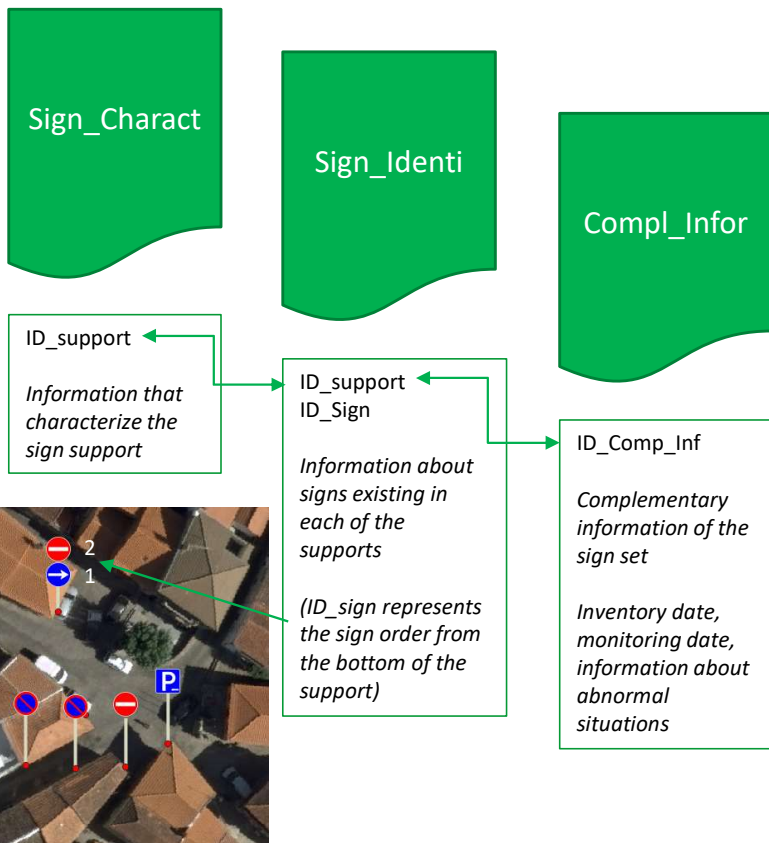 Sign_Charact
Sign_Identi
Compl_Infor
ID_support
Information that
characterize the
sign support
ID_support
ID_Sign
Information about
signs existing in
each of the
supports
(ID_sign represents
the sign order from
the bottom of the
support)
ID_Comp_Inf
Complementary
information of the
sign set
Inventory date,
monitoring date,
information about
abnormal
situations
2
1
P